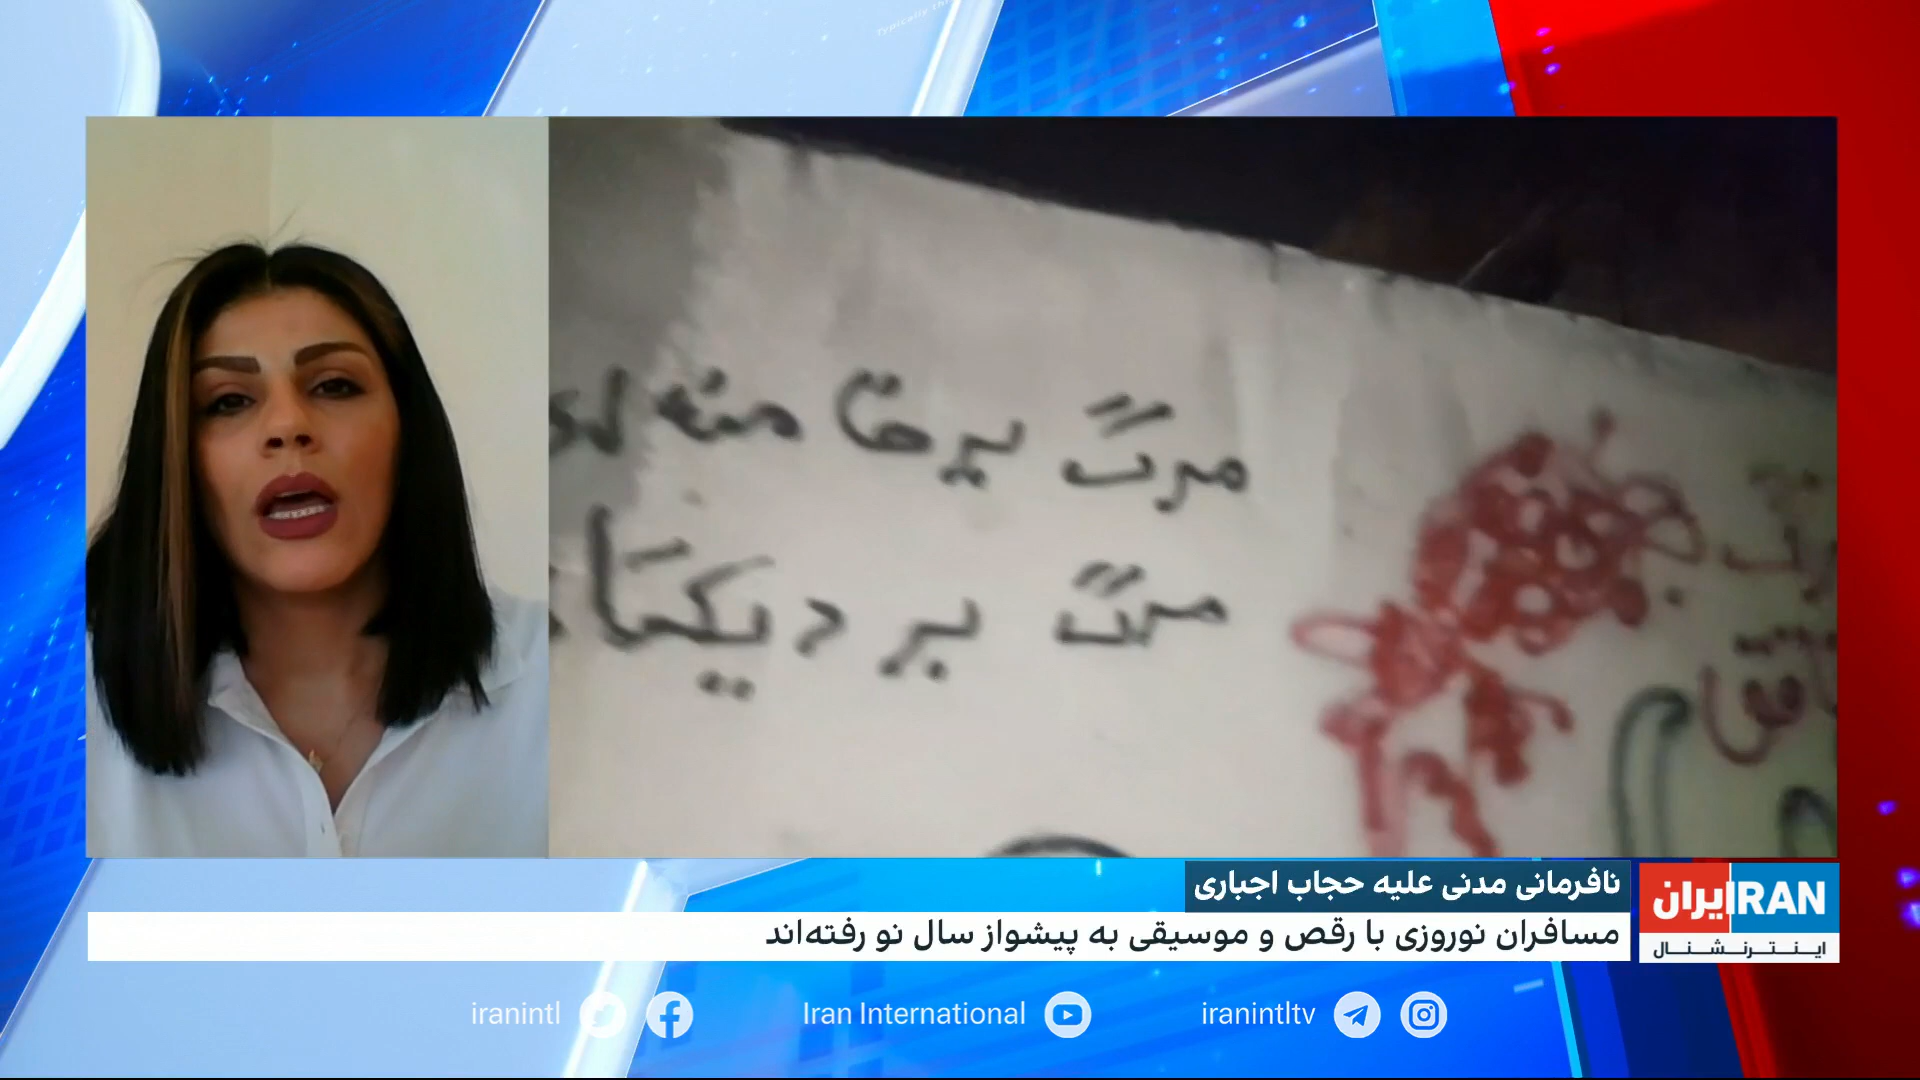 مرگ بر
مرگ بر دیکتا
نافرمانی مدنی علیه حجاب اجباری
مسافران نوروزی با رقص و موسیقی به پیشواز سال نو رفته‌اند
ایران IRAN
اینترنشنال
iranintl
Iran International
iranintltv